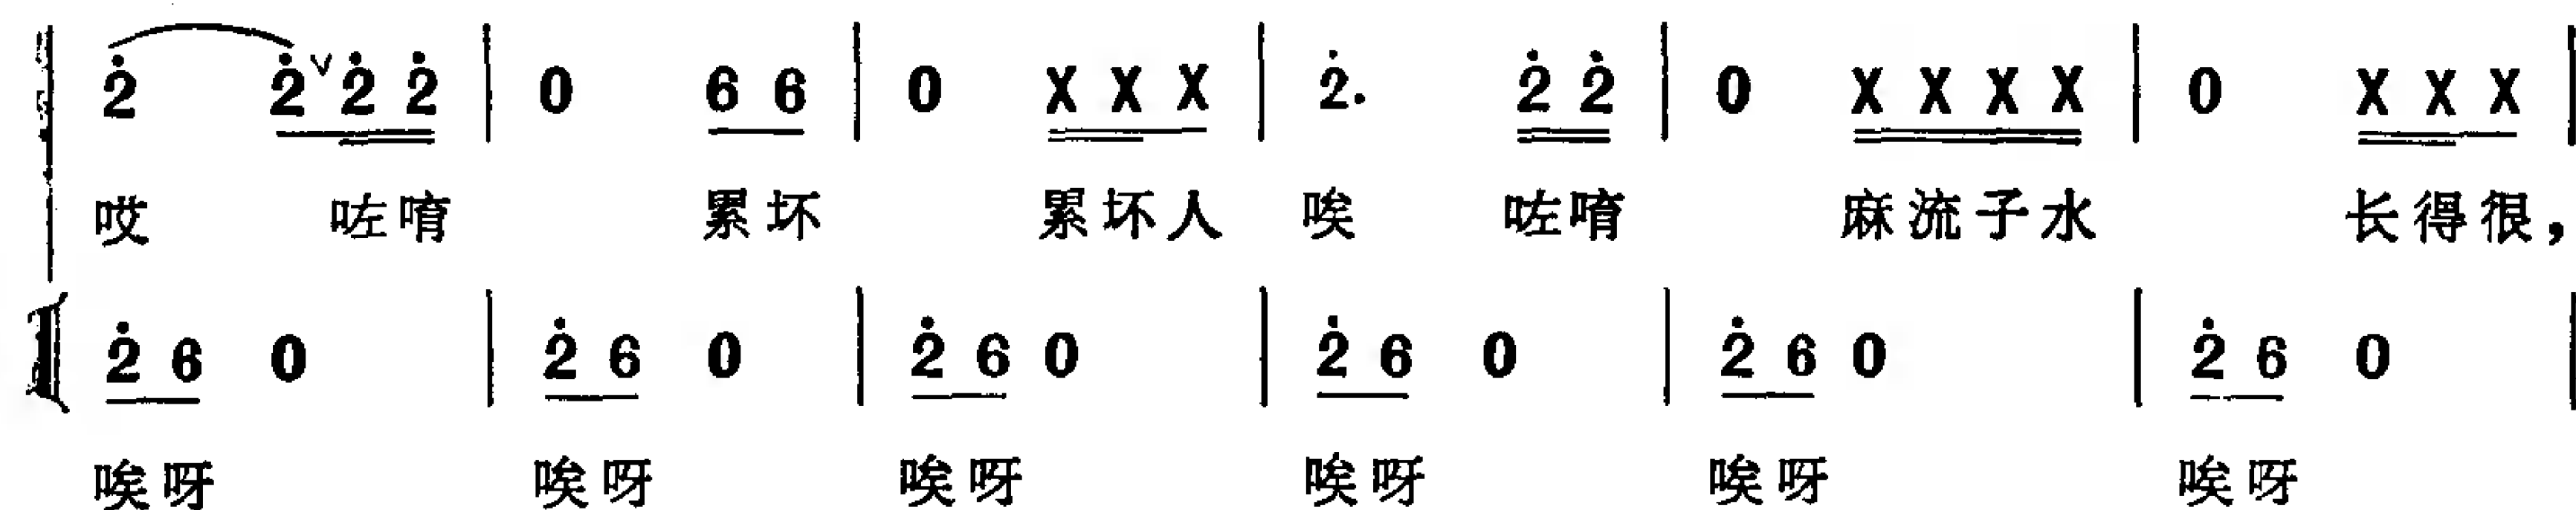 2̇ 2̇ ∨ 2̇ 2̇ | 0 6 6 | 0 X X X | 2̇. 2̇ 2̇ | 0 X X X X | 0 X X X |
哎 咗唷 累坏 累坏人 唉 咗唷 麻流子水 长得很，
2̇ 6 0 | 2̇ 6 0 | 2̇ 6 0 | 2̇ 6 0 | 2̇ 6 0 | 2̇ 6 0 |
唉呀 唉呀 唉呀 唉呀 唉呀 唉呀